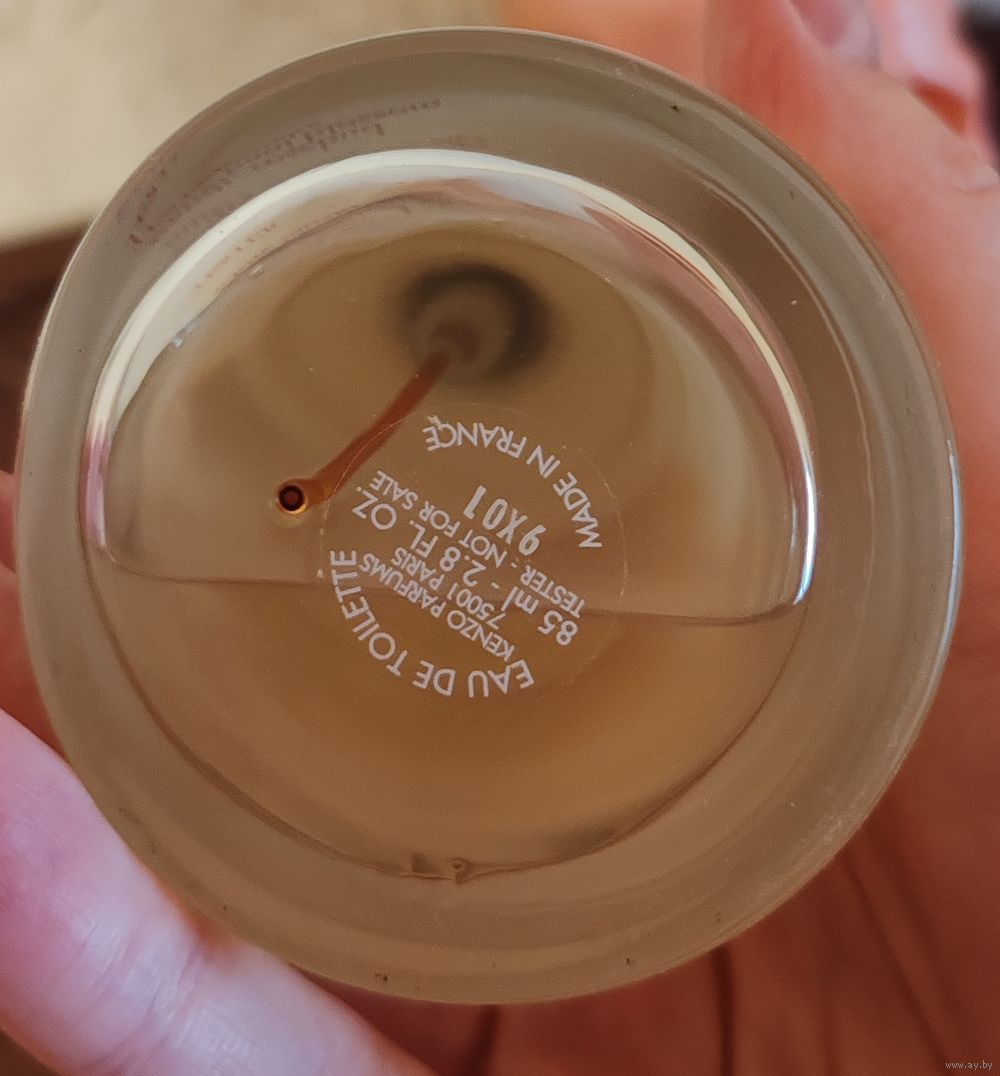 EAU DE TOILETTE
KENZO PARFUMS
75001 PARIS
85 ml - 2.8 FL. OZ.
TESTER - NOT FOR SALE
9X01
MADE IN FRANCE
www.ay.by